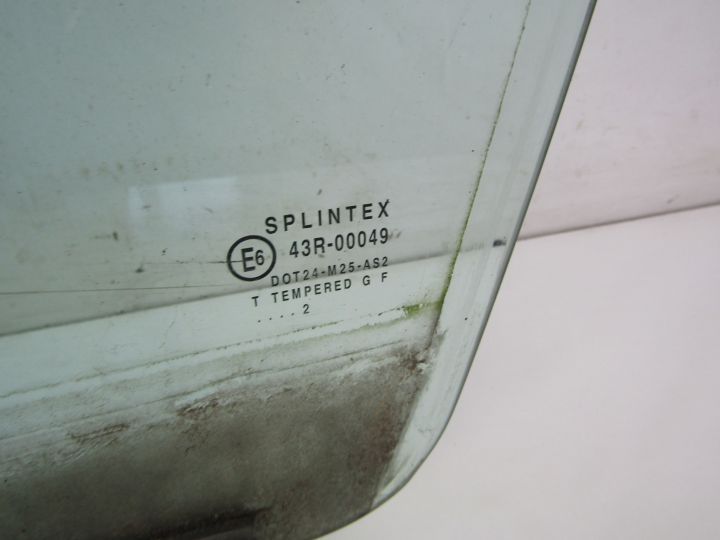 SPLINTEX
E6 43R-00049
DOT24-M25-AS2
T TEMPERED G F
.... 2